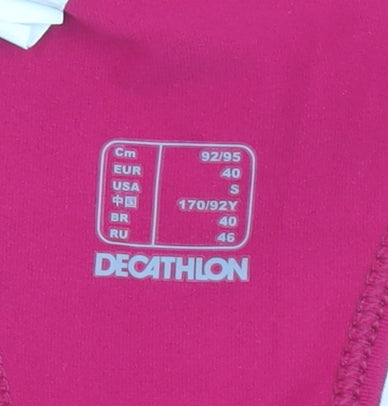 Cm 92/95
EUR 40
USA S
中国 170/92Y
BR 40
RU 46
DECATHLON